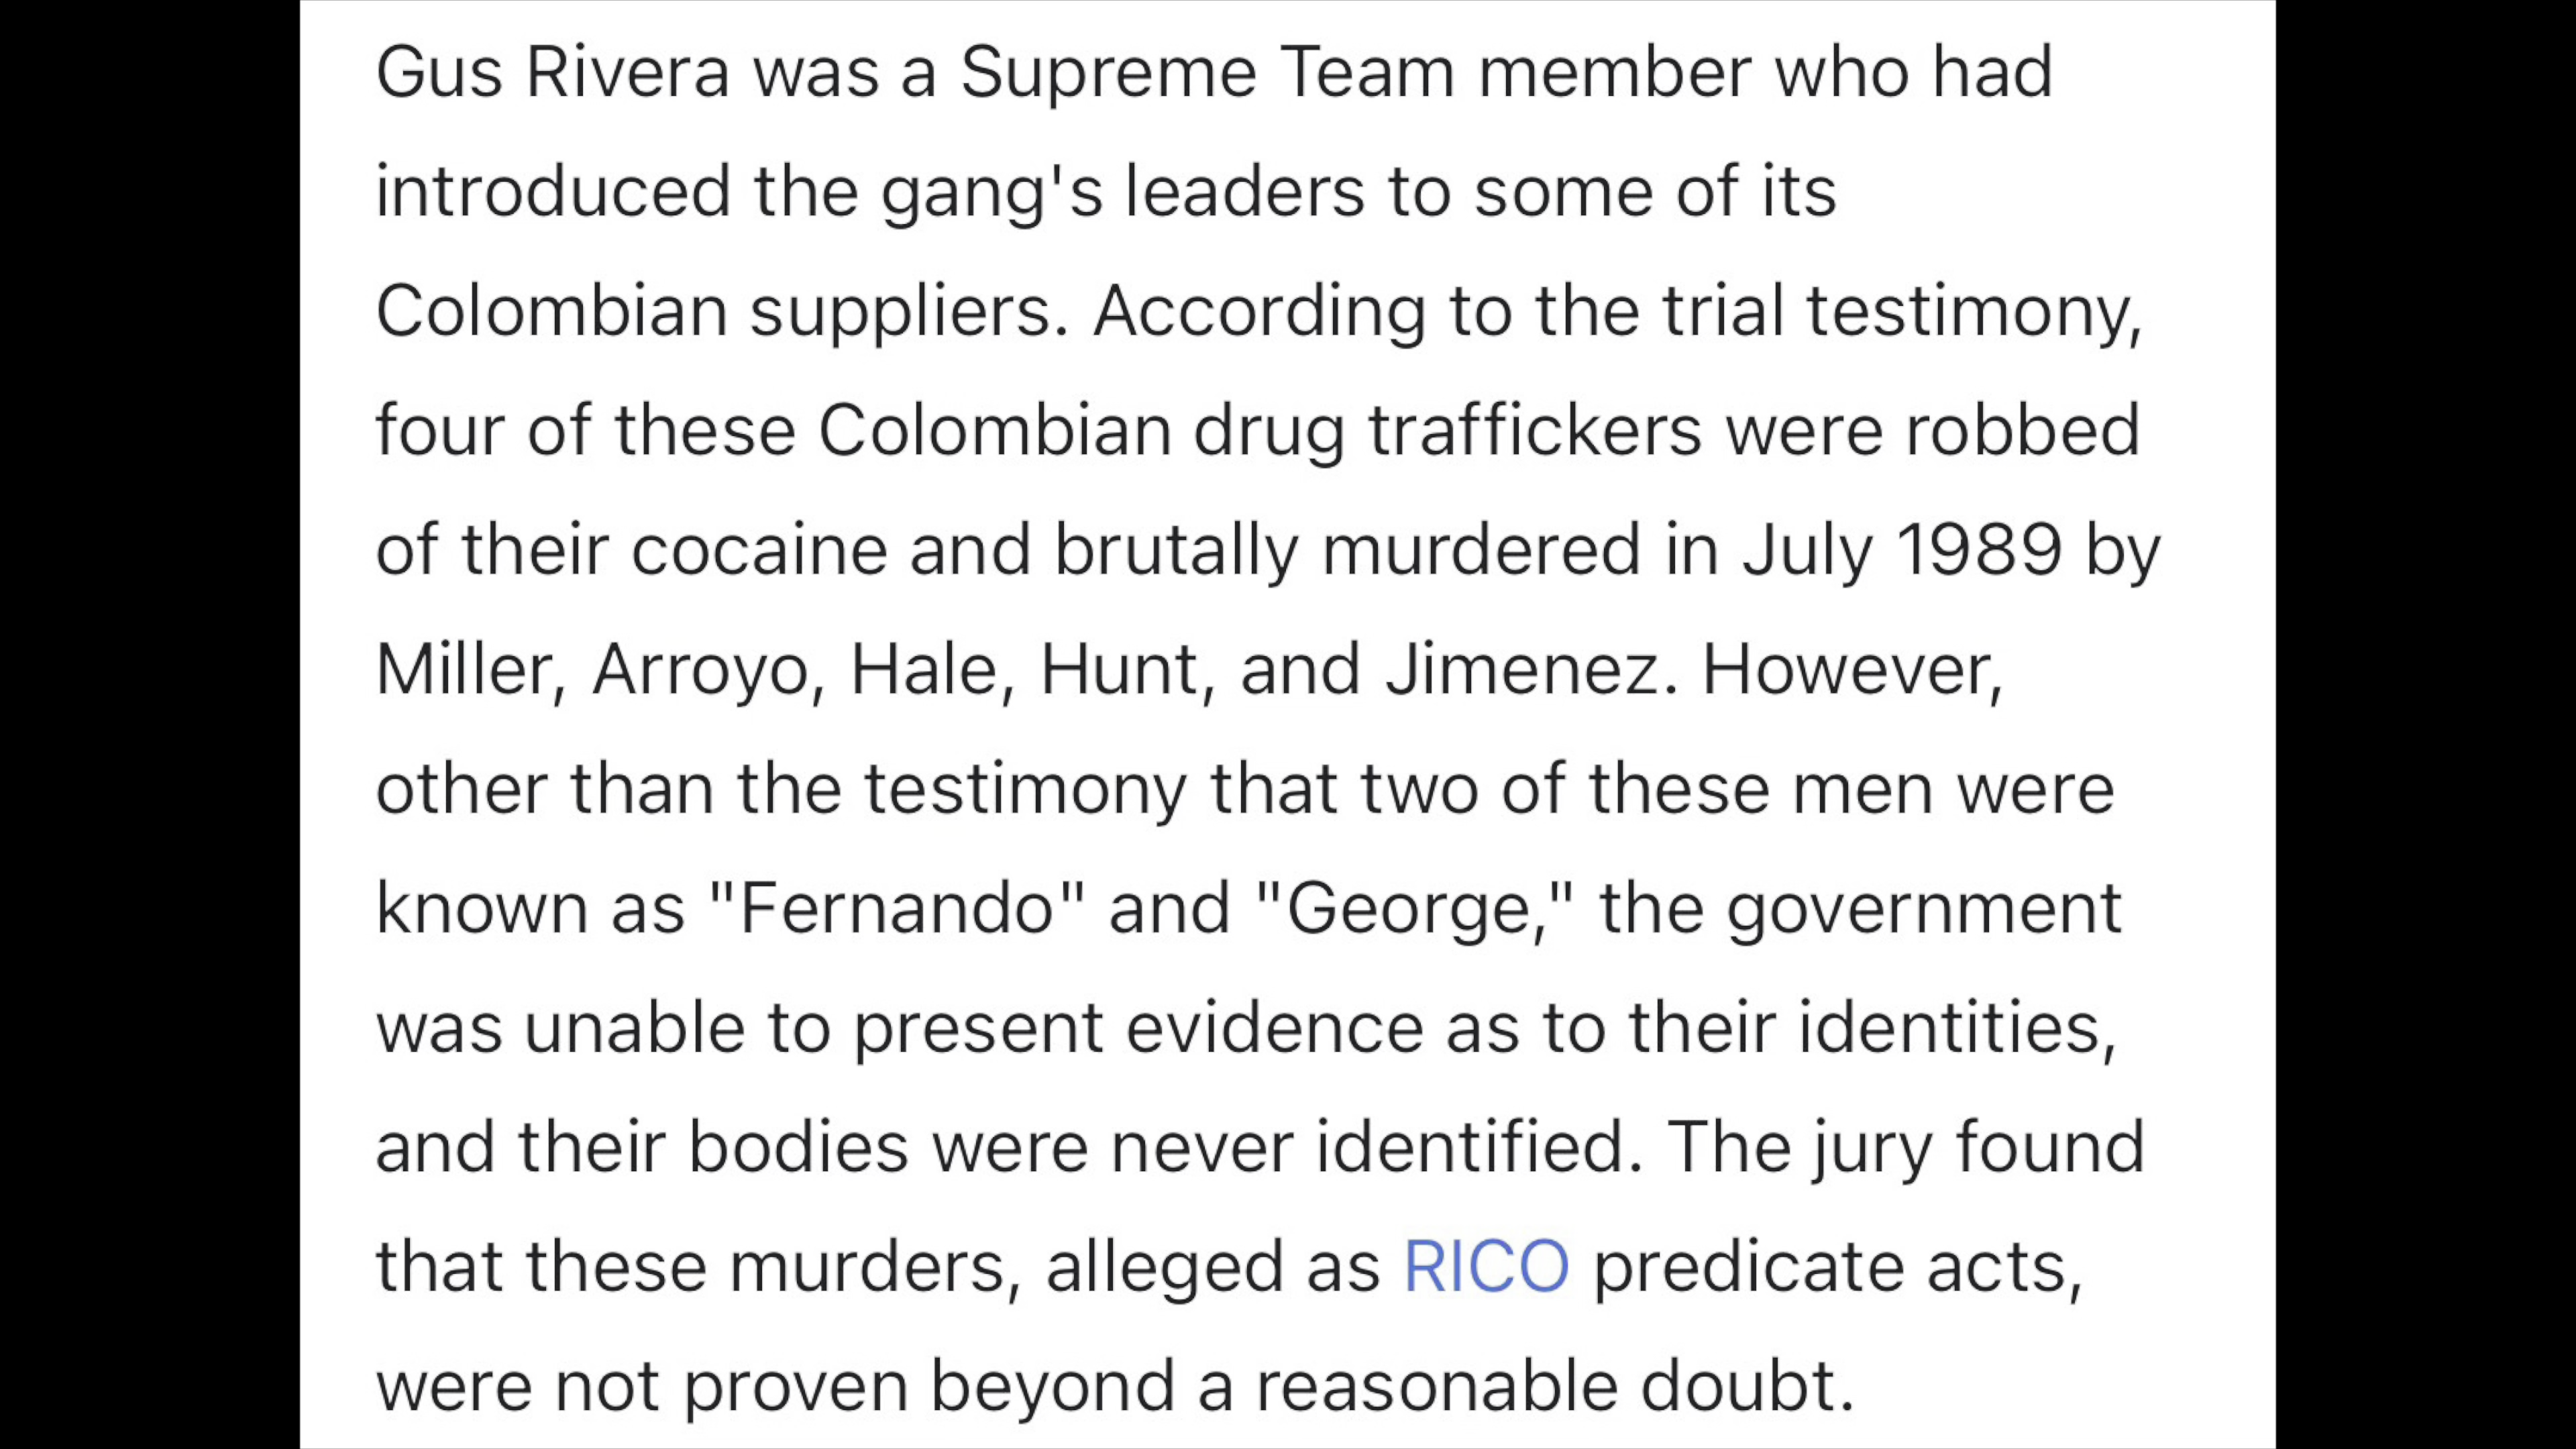 Gus Rivera was a Supreme Team member who had
introduced the gang's leaders to some of its
Colombian suppliers. According to the trial testimony,
four of these Colombian drug traffickers were robbed
of their cocaine and brutally murdered in July 1989 by
Miller, Arroyo, Hale, Hunt, and Jimenez. However,
other than the testimony that two of these men were
known as "Fernando" and "George," the government
was unable to present evidence as to their identities,
and their bodies were never identified. The jury found
that these murders, alleged as RICO predicate acts,
were not proven beyond a reasonable doubt.